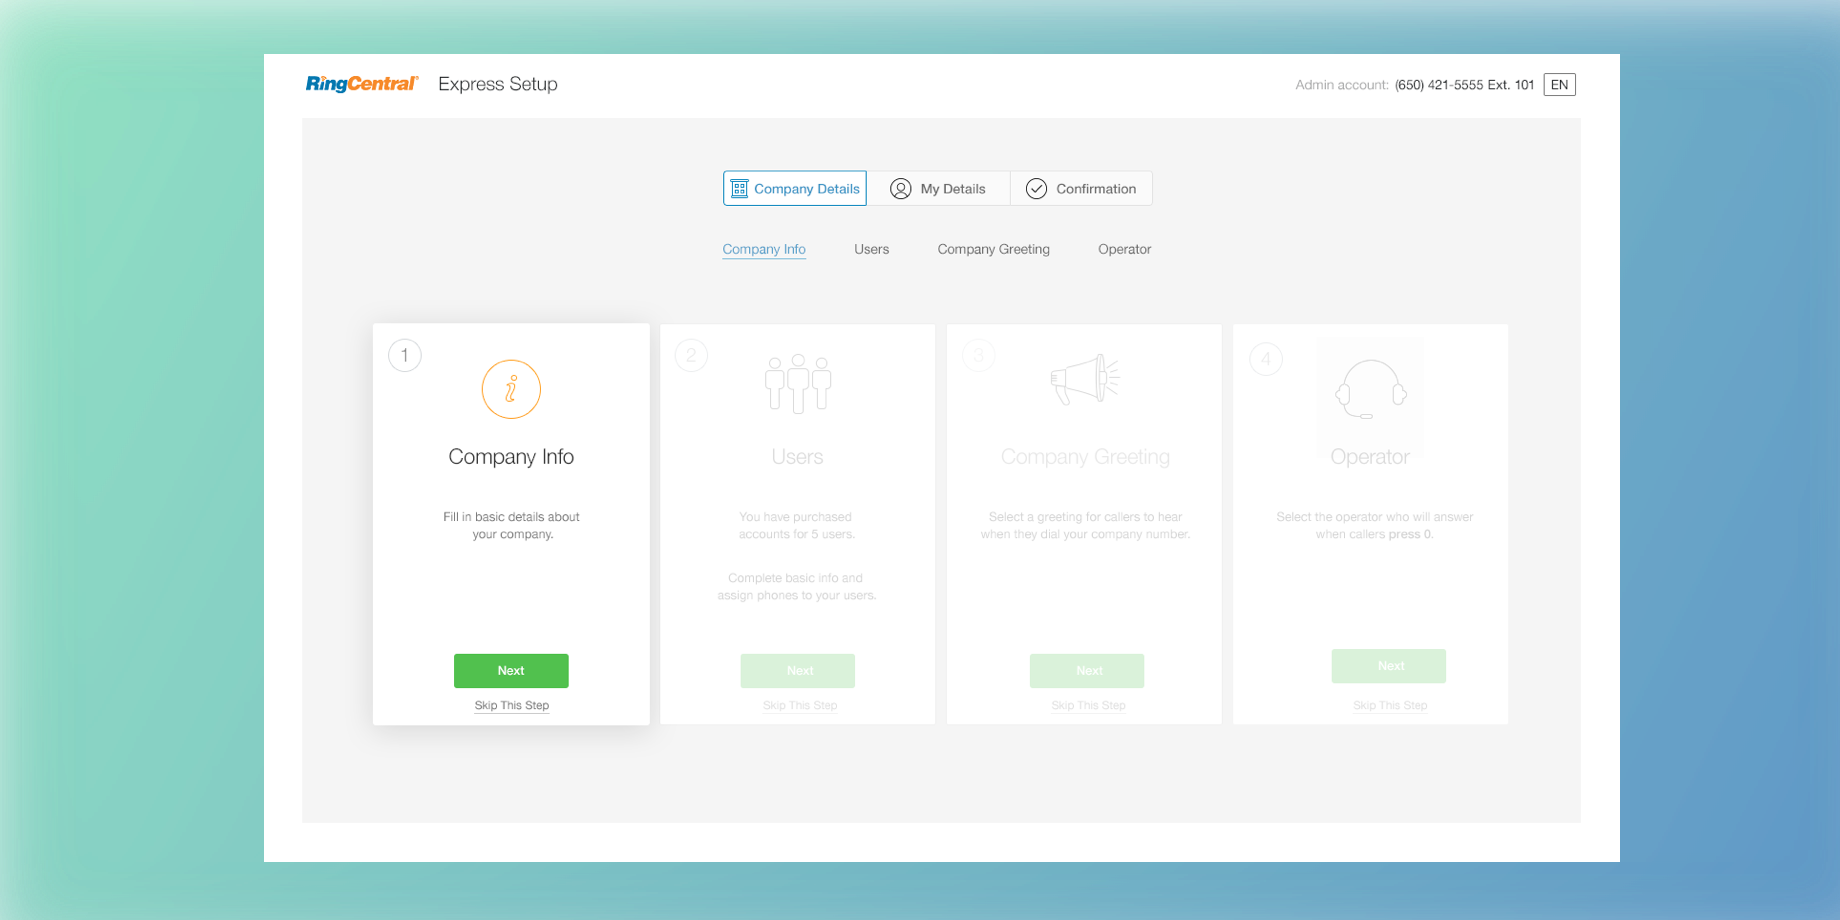 RingCentral® Express Setup
Admin account: (650) 421-5555 Ext. 101 EN
Company Details My Details Confirmation
Company Info Users Company Greeting Operator
1
Company Info
Fill in basic details about
your company.
Next
Skip This Step
2
Users
You have purchased
accounts for 5 users.
Complete basic info and
assign phones to your users.
Next
Skip This Step
3
Company Greeting
Select a greeting for callers to hear
when they dial your company number.
Next
Skip This Step
4
Operator
Select the operator who will answer
when callers press 0.
Next
Skip This Step